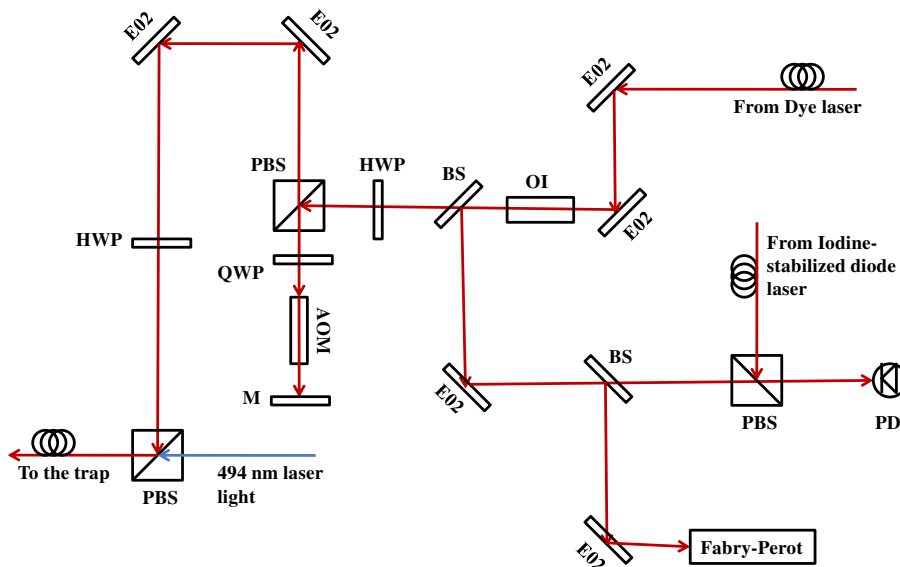 E02
E02
E02
From Dye laser
PBS
HWP
BS
OI
E02
HWP
QWP
From Iodine-
stabilized diode
laser
AOM
BS
M
E02
PBS
PD
To the trap
494 nm laser
light
PBS
E02
Fabry-Perot